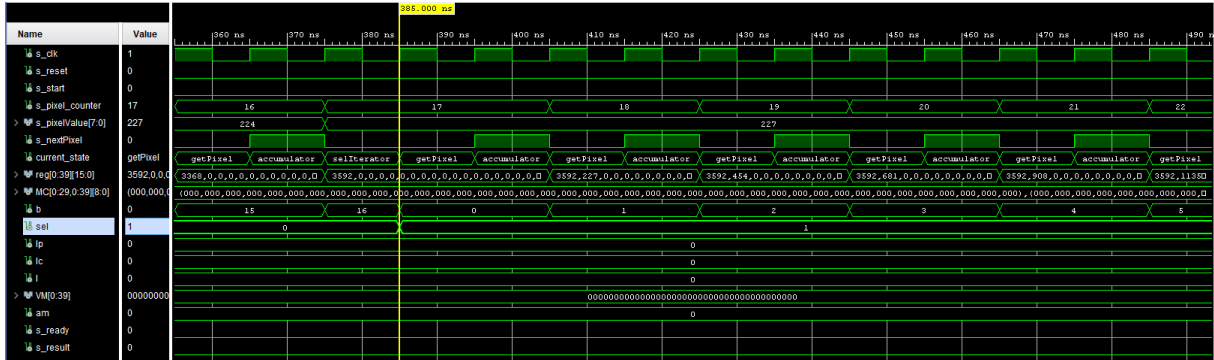 385.000 ns
Name Value
360 ns 370 ns 380 ns 390 ns 400 ns 410 ns 420 ns 430 ns 440 ns 450 ns 460 ns 470 ns 480 ns 490 n
s_clk 1
s_reset 0
s_start 0
s_pixel_counter 17 16 17 18 19 20 21 22
s_pixelValue[7:0] 227 224 227
s_nextPixel 0
current_state getPixel getPixel accumulator selIterator getPixel accumulator getPixel accumulator getPixel accumulator getPixel accumulator getPixel accumulator getPixel
reg[0:39][15:0] 3592,0,0,0 3368,0,0,0,0,0,0,0,0,0,□ 3592,0,0,0,0,0,0,0,0,0,0,0,0,0,0,0,0,0,0,0,0,0,0,□ 3592,227,0,0,0,0,0,0,0,□ 3592,454,0,0,0,0,0,0,0,□ 3592,681,0,0,0,0,0,0,0,□ 3592,908,0,0,0,0,0,0,0,□ 3592,1135□
MC[0:29,0:39][8:0] (000,000,0
b 0 15 16 0 1 2 3 4 5
sel 1 0 1
lp 0 0
lc 0 0
l 0 0
VM[0:39] 00000000 0000000000000000000000000000000000000000
am 0 0
s_ready 0
s_result 0